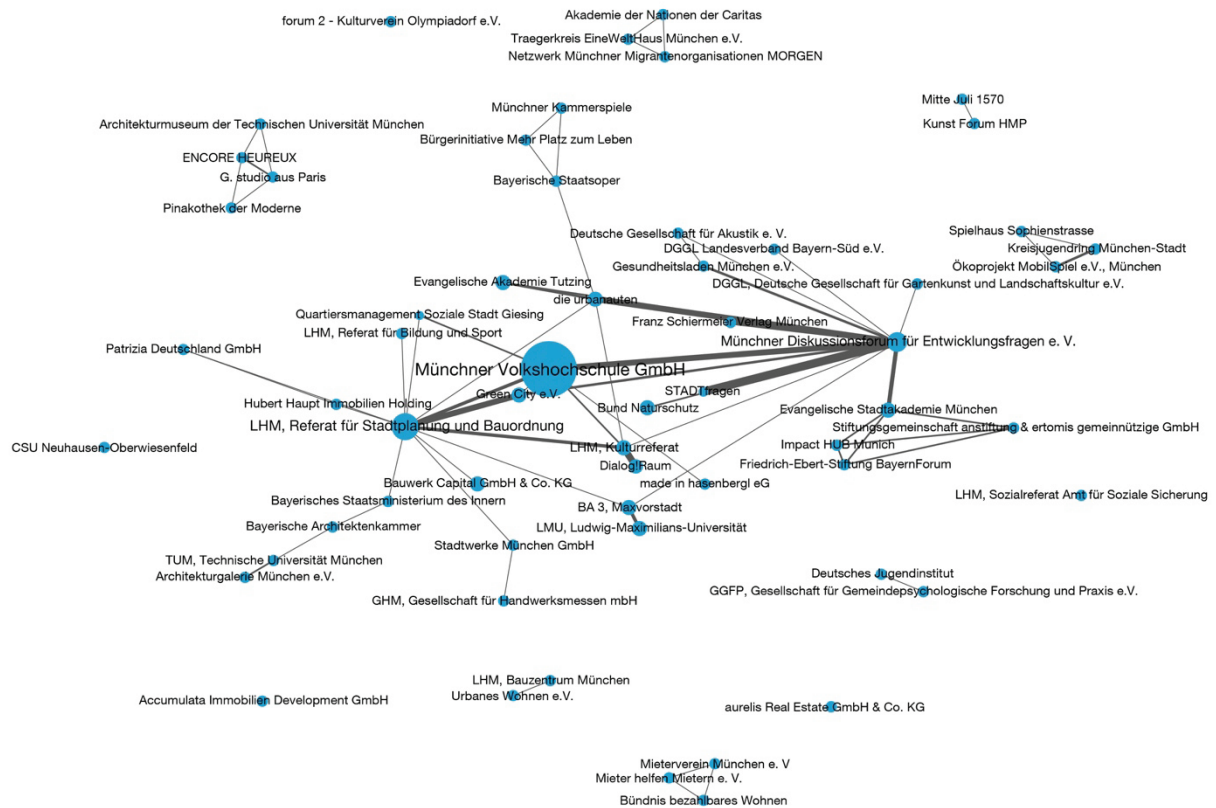 Akademie der Nationen der Caritas
forum 2 - Kulturverein Olympiadorf e.V.
Traegerkreis EineWeltHaus München e.V.
Netzwerk Münchner Migrantenorganisationen MORGEN
Mitte Juli 1570
Münchner Kammerspiele
Architekturmuseum der Technischen Universität München
Kunst Forum HMP
Bürgerinitiative Mehr Platz zum Leben
ENCORE HEUREUX
G. studio aus Paris
Bayerische Staatsoper
Pinakothek der Moderne
Spielhaus Sophienstrasse
Deutsche Gesellschaft für Akustik e. V.
DGGL Landesverband Bayern-Süd e.V.
Kreisjugendring München-Stadt
Gesundheitsladen München e.V.
Ökoprojekt MobilSpiel e.V., München
Evangelische Akademie Tutzing
DGGL, Deutsche Gesellschaft für Gartenkunst und Landschaftskultur e.V.
die urbanauten
Quartiersmanagement Soziale Stadt Giesing
Franz Schiermeier Verlag München
LHM, Referat für Bildung und Sport
Münchner Diskussionsforum für Entwicklungsfragen e. V.
Patrizia Deutschland GmbH
Münchner Volkshochschule GmbH
STADTfragen
Green City e.V.
Hubert Haupt Immobilien Holding
Bund Naturschutz
Evangelische Stadtakademie München
LHM, Referat für Stadtplanung und Bauordnung
Stiftungsgemeinschaft anstiftung & ertomis gemeinnützige GmbH
CSU Neuhausen-Oberwiesenfeld
LHM, Kulturreferat
Impact HUB Munich
Dialog!Raum
Friedrich-Ebert-Stiftung BayernForum
Bauwerk Capital GmbH & Co. KG
made in hasenbergl eG
LHM, Sozialreferat Amt für Soziale Sicherung
Bayerisches Staatsministerium des Innern
BA 3, Maxvorstadt
Bayerische Architektenkammer
LMU, Ludwig-Maximilians-Universität
Stadtwerke München GmbH
TUM, Technische Universität München
Deutsches Jugendinstitut
Architekturgalerie München e.V.
GGFP, Gesellschaft für Gemeindepsychologische Forschung und Praxis e.V.
GHM, Gesellschaft für Handwerksmessen mbH
LHM, Bauzentrum München
Urbanes Wohnen e.V.
Accumulata Immobilien Development GmbH
aurelis Real Estate GmbH & Co. KG
Mieterverein München e. V
Mieter helfen Mietern e. V.
Bündnis bezahlbares Wohnen